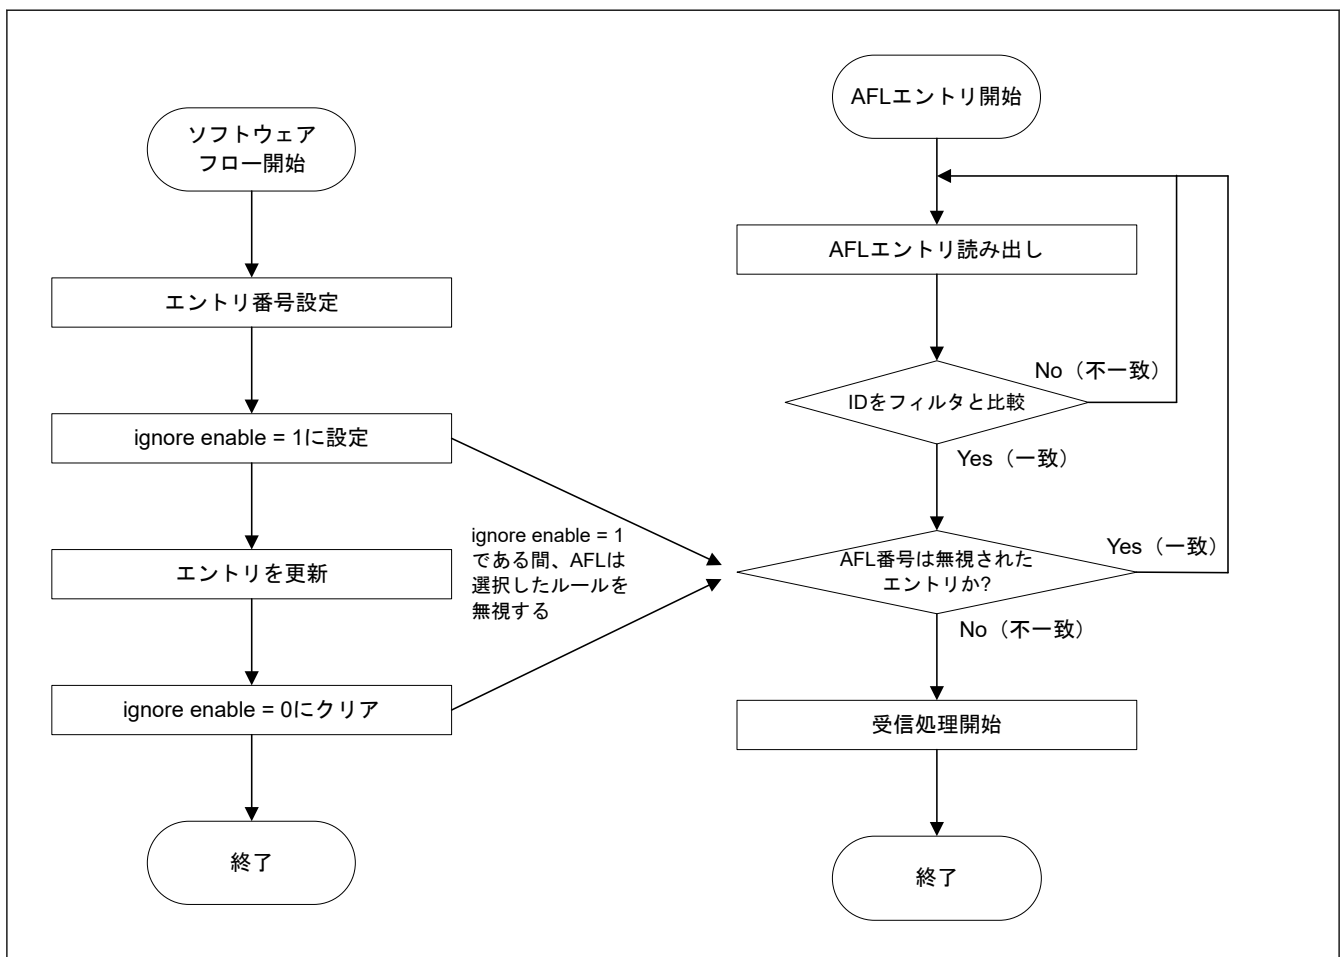 ソフトウェア
フロー開始
エントリ番号設定
ignore enable = 1に設定
エントリを更新
ignore enable = 0にクリア
終了
ignore enable = 1
である間、AFLは
選択したルールを
無視する
AFLエントリ開始
AFLエントリ読み出し
IDをフィルタと比較
No（不一致）
Yes（一致）
AFL番号は無視された
エントリか?
Yes（一致）
No（不一致）
受信処理開始
終了